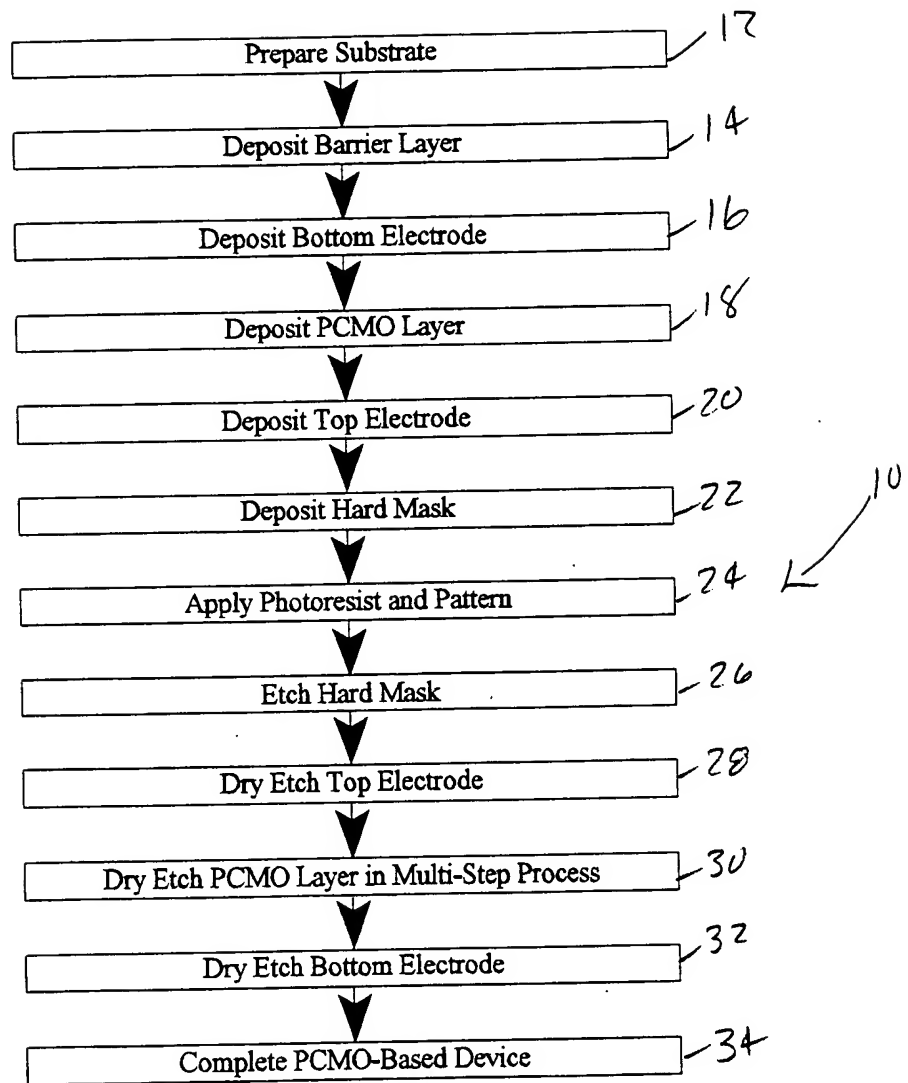 Prepare Substrate 12
Deposit Barrier Layer 14
Deposit Bottom Electrode 16
Deposit PCMO Layer 18
Deposit Top Electrode 20
Deposit Hard Mask 22
10
Apply Photoresist and Pattern 24
Etch Hard Mask 26
Dry Etch Top Electrode 28
Dry Etch PCMO Layer in Multi-Step Process 30
Dry Etch Bottom Electrode 32
Complete PCMO-Based Device 34